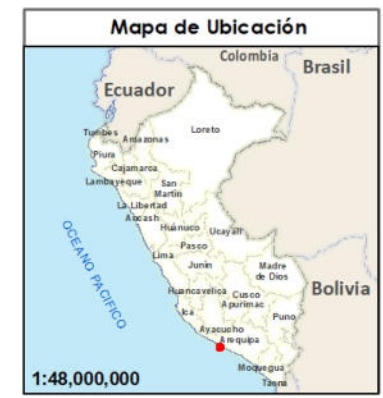 Mapa de Ubicación
Colombia
Brasil
Ecuador
Tumbes
Amazonas
Loreto
Piura
Cajamarca
Lambayeque
San
Martín
La Libertad
Ancash
Huánuco
Ucayali
Pasco
Lima
Junín
Madre
de Dios
OCEANO PACIFICO
Huancavelica
Cusco
Apurimac
Bolivia
Ica
Puno
Ayacucho
Arequipa
Moquegua
Tacna
1:48,000,000